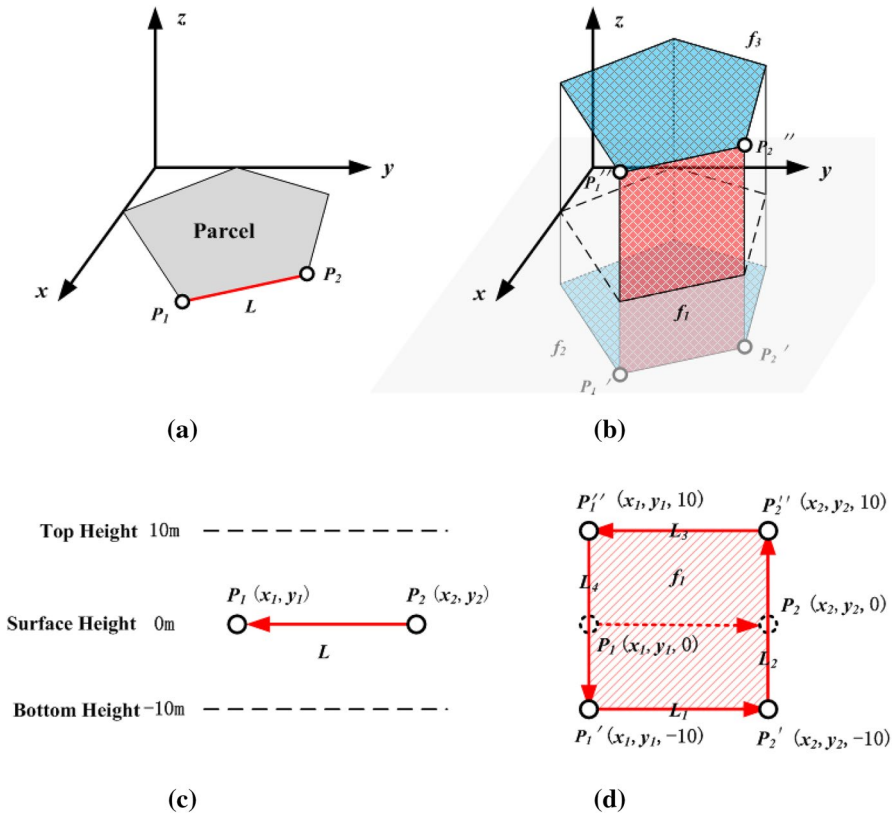 z
y
x
Parcel
P₁
L
P₂
(a)
z
y
x
f₃
P₁''
P₂''
f₁
f₂
P₁'
P₂'
(b)
Top Height 10m
Surface Height 0m
Bottom Height -10m
P₁ (x₁, y₁)
P₂ (x₂, y₂)
L
(c)
P₁'' (x₁, y₁, 10)
P₂'' (x₂, y₂, 10)
L₃
f₁
L₄
P₂ (x₂, y₂, 0)
P₁ (x₁, y₁, 0)
L₂
L₁
P₁' (x₁, y₁, -10)
P₂' (x₂, y₂, -10)
(d)